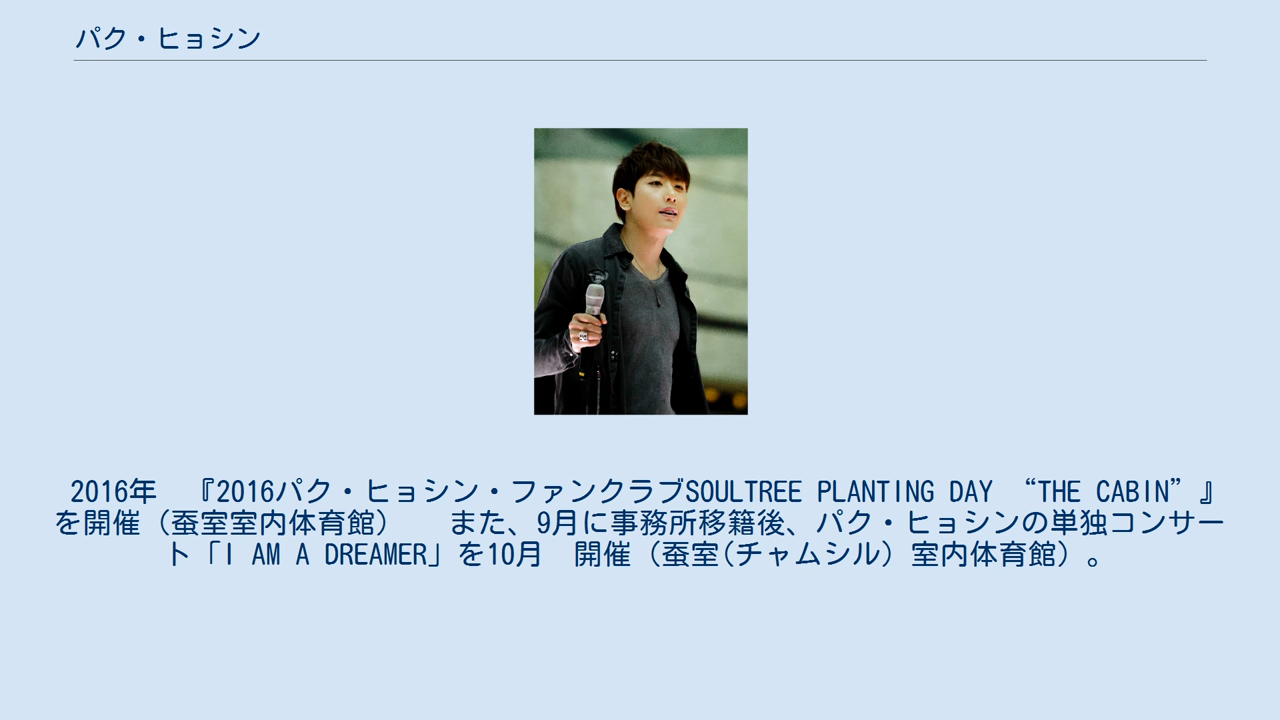 パク・ヒョシン
2016年　『2016パク・ヒョシン・ファンクラブSOULTREE PLANTING DAY “THE CABIN”』
を開催（蚕室室内体育館）　　また、9月に事務所移籍後、パク・ヒョシンの単独コンサー
ト「I AM A DREAMER」を10月　開催（蚕室(チャムシル）室内体育館）。